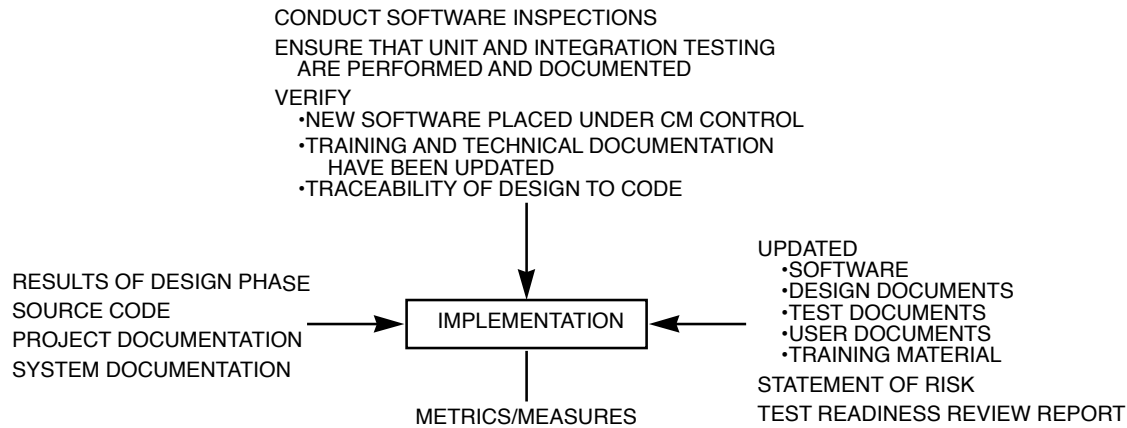 CONDUCT SOFTWARE INSPECTIONS
ENSURE THAT UNIT AND INTEGRATION TESTING
ARE PERFORMED AND DOCUMENTED
VERIFY
•NEW SOFTWARE PLACED UNDER CM CONTROL
•TRAINING AND TECHNICAL DOCUMENTATION
HAVE BEEN UPDATED
•TRACEABILITY OF DESIGN TO CODE
RESULTS OF DESIGN PHASE
SOURCE CODE
PROJECT DOCUMENTATION
SYSTEM DOCUMENTATION
IMPLEMENTATION
UPDATED
•SOFTWARE
•DESIGN DOCUMENTS
•TEST DOCUMENTS
•USER DOCUMENTS
•TRAINING MATERIAL
STATEMENT OF RISK
TEST READINESS REVIEW REPORT
METRICS/MEASURES